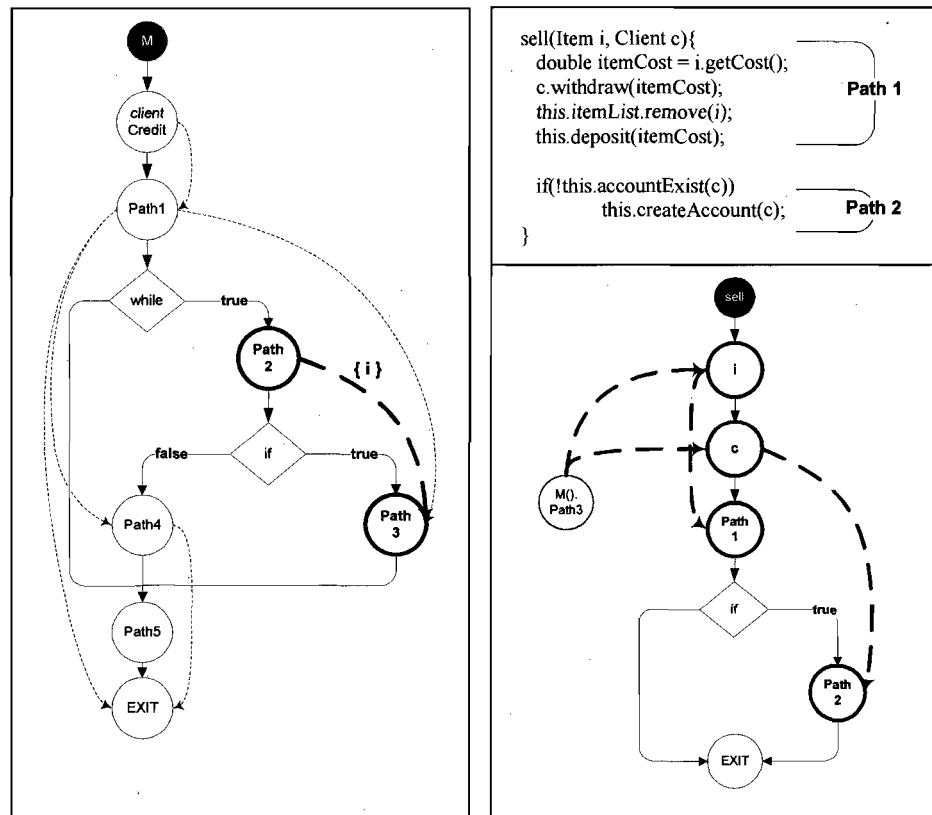 M
client
Credit
Path1
while
true
Path
2
{ i }
if
false
true
Path4
Path
3
Path5
EXIT
sell(Item i, Client c){
double itemCost = i.getCost();
c.withdraw(itemCost);
this.itemList.remove(i);
this.deposit(itemCost);
Path 1
if(!this.accountExist(c))
this.createAccount(c);
Path 2
}
sell
i
c
M().
Path3
Path
1
if
true
Path
2
EXIT